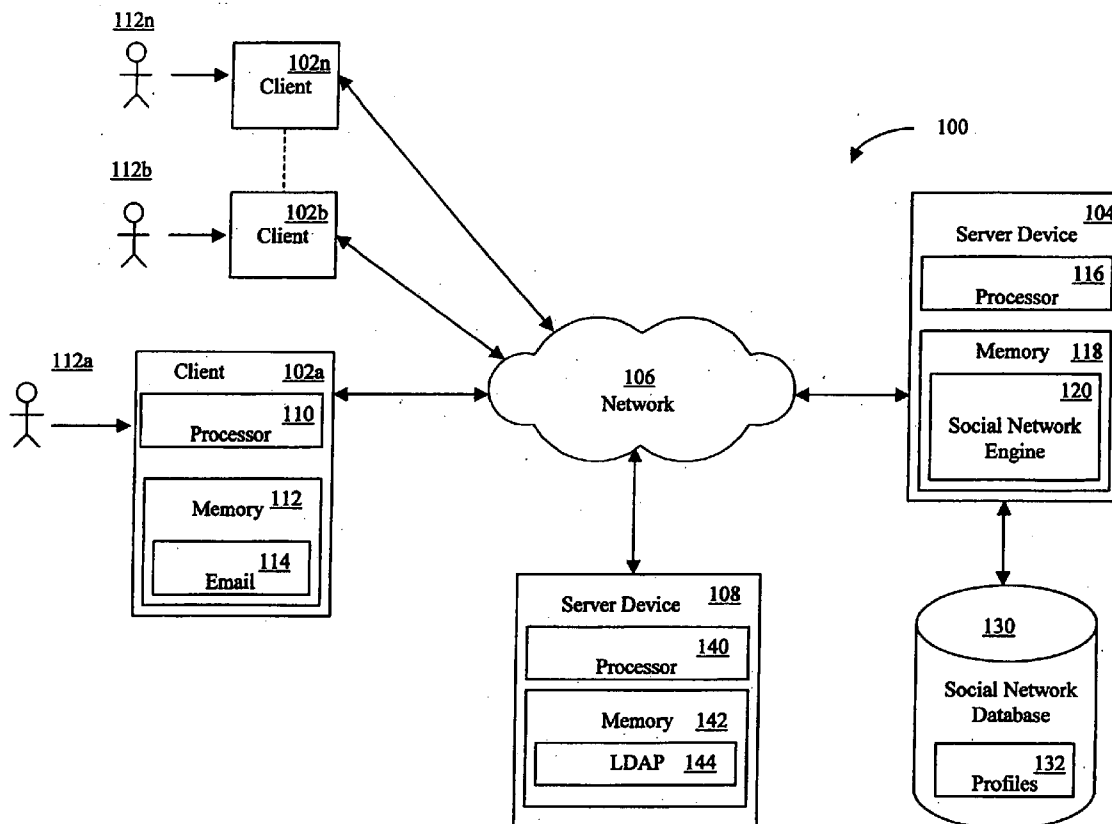 112n
102n
Client
100
112b
102b
Client
104
Server Device
116
Processor
Memory 118
120
Social Network
Engine
112a
Client 102a
110
Processor
Memory 112
114
Email
106
Network
Server Device 108
140
Processor
Memory 142
LDAP 144
130
Social Network
Database
132
Profiles